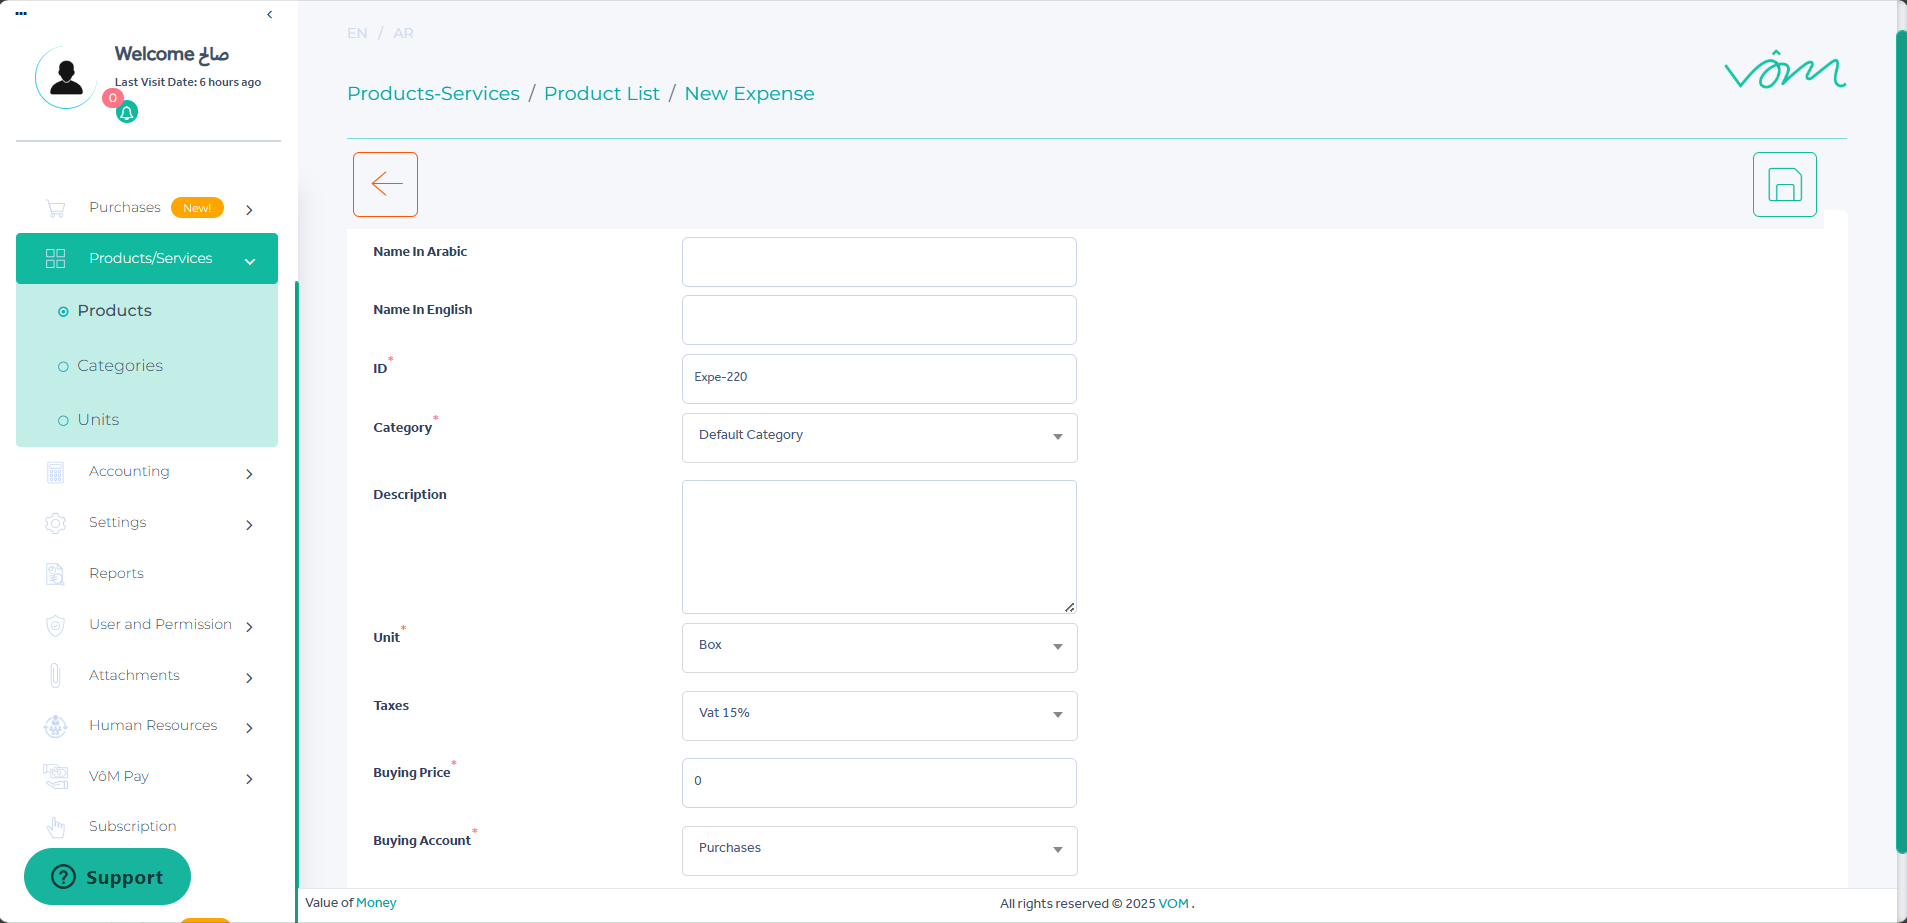 Welcome صالح
Last Visit Date: 6 hours ago
0
Purchases New!
Products/Services
Products
Categories
Units
Accounting
Settings
Reports
User and Permission
Attachments
Human Resources
VôM Pay
Subscription
Support
EN / AR
vôm
Products-Services / Product List / New Expense
Name In Arabic
Name In English
ID* Expe-220
Category* Default Category
Description
Unit* Box
Taxes Vat 15%
Buying Price* 0
Buying Account* Purchases
Value of Money
All rights reserved © 2025 VOM .